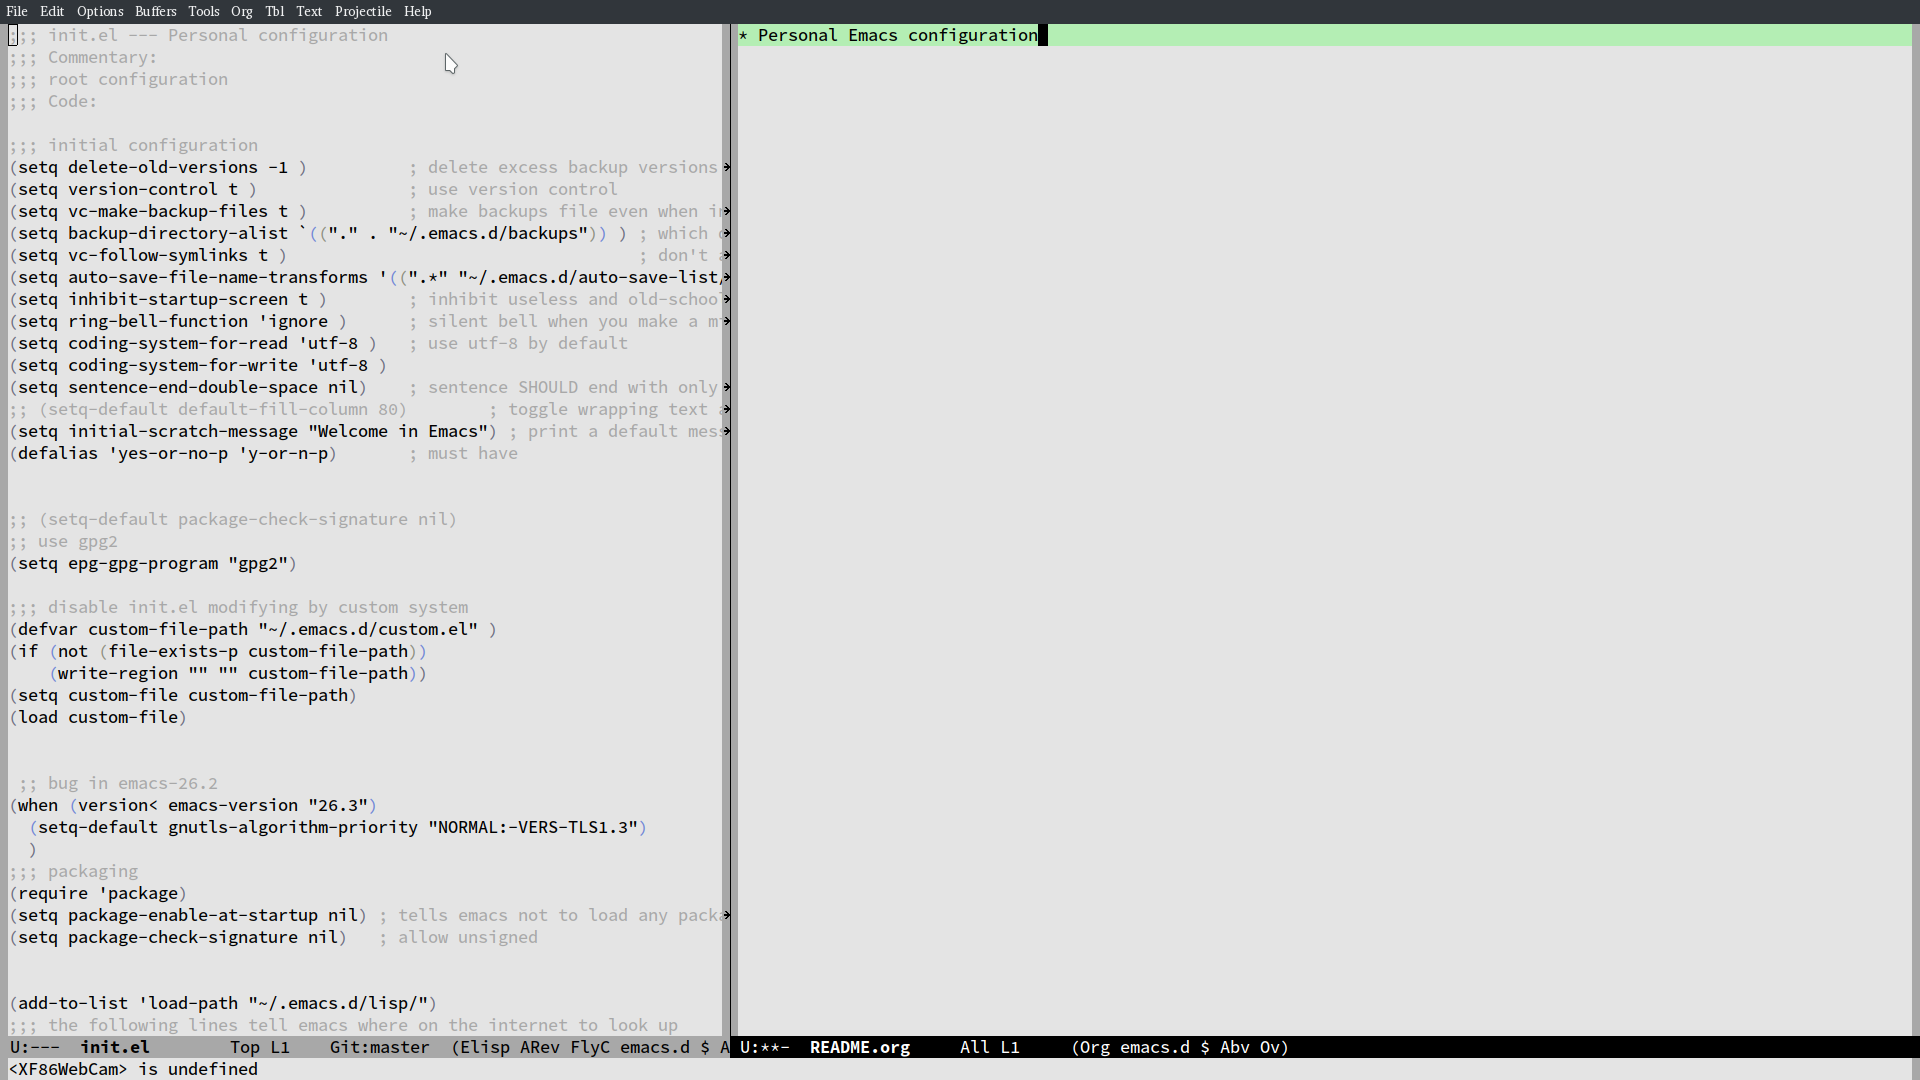 File Edit Options Buffers Tools Org Tbl Text Projectile Help
;;; init.el --- Personal configuration
;;; Commentary:
;;; root configuration
;;; Code:
;;; initial configuration
(setq delete-old-versions -1 ) ; delete excess backup versions
(setq version-control t ) ; use version control
(setq vc-make-backup-files t ) ; make backups file even when in
(setq backup-directory-alist `(("." . "~/.emacs.d/backups")) ) ; which
(setq vc-follow-symlinks t ) ; don't
(setq auto-save-file-name-transforms '((".*" "~/.emacs.d/auto-save-list/
(setq inhibit-startup-screen t ) ; inhibit useless and old-school
(setq ring-bell-function 'ignore ) ; silent bell when you make a
(setq coding-system-for-read 'utf-8 ) ; use utf-8 by default
(setq coding-system-for-write 'utf-8 )
(setq sentence-end-double-space nil) ; sentence SHOULD end with only
;; (setq-default default-fill-column 80) ; toggle wrapping text
(setq initial-scratch-message "Welcome in Emacs") ; print a default mess
(defalias 'yes-or-no-p 'y-or-n-p) ; must have
;; (setq-default package-check-signature nil)
;; use gpg2
(setq epg-gpg-program "gpg2")
;;; disable init.el modifying by custom system
(defvar custom-file-path "~/.emacs.d/custom.el" )
(if (not (file-exists-p custom-file-path))
(write-region "" "" custom-file-path))
(setq custom-file custom-file-path)
(load custom-file)
;; bug in emacs-26.2
(when (version< emacs-version "26.3")
(setq-default gnutls-algorithm-priority "NORMAL:-VERS-TLS1.3")
)
;;; packaging
(require 'package)
(setq package-enable-at-startup nil) ; tells emacs not to load any packa
(setq package-check-signature nil) ; allow unsigned
(add-to-list 'load-path "~/.emacs.d/lisp/")
;;; the following lines tell emacs where on the internet to look up
U:--- init.el Top L1 Git:master (Elisp ARev FlyC emacs.d $ A
* Personal Emacs configuration
U:**- README.org All L1 (Org emacs.d $ Abv Ov)
<XF86WebCam> is undefined